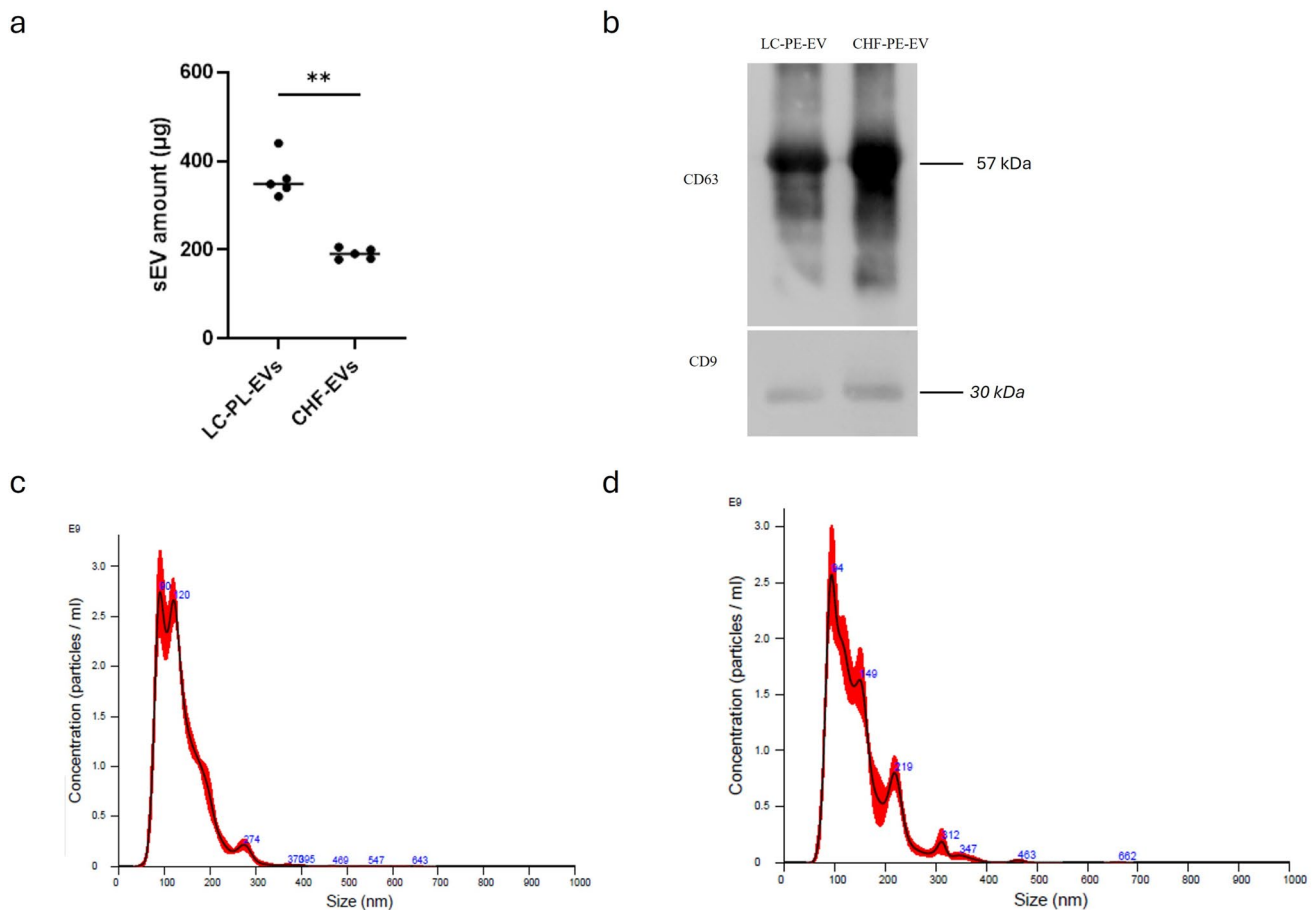 a
600
400
200
0
sEV amount (µg)
**
LC-PL-EVs
CHF-EVs
b
LC-PE-EV CHF-PE-EV
CD63
57 kDa
CD9
30 kDa
c
E9
3.0
2.5
2.0
1.5
1.0
0.5
0
Concentration (particles / ml)
90
120
274
370
395
469
547
643
0 100 200 300 400 500 600 700 800 900 1000
Size (nm)
d
E9
3.0
2.5
2.0
1.5
1.0
0.5
0
Concentration (particles / ml)
94
149
219
312
347
463
662
0 100 200 300 400 500 600 700 800 900 1000
Size (nm)